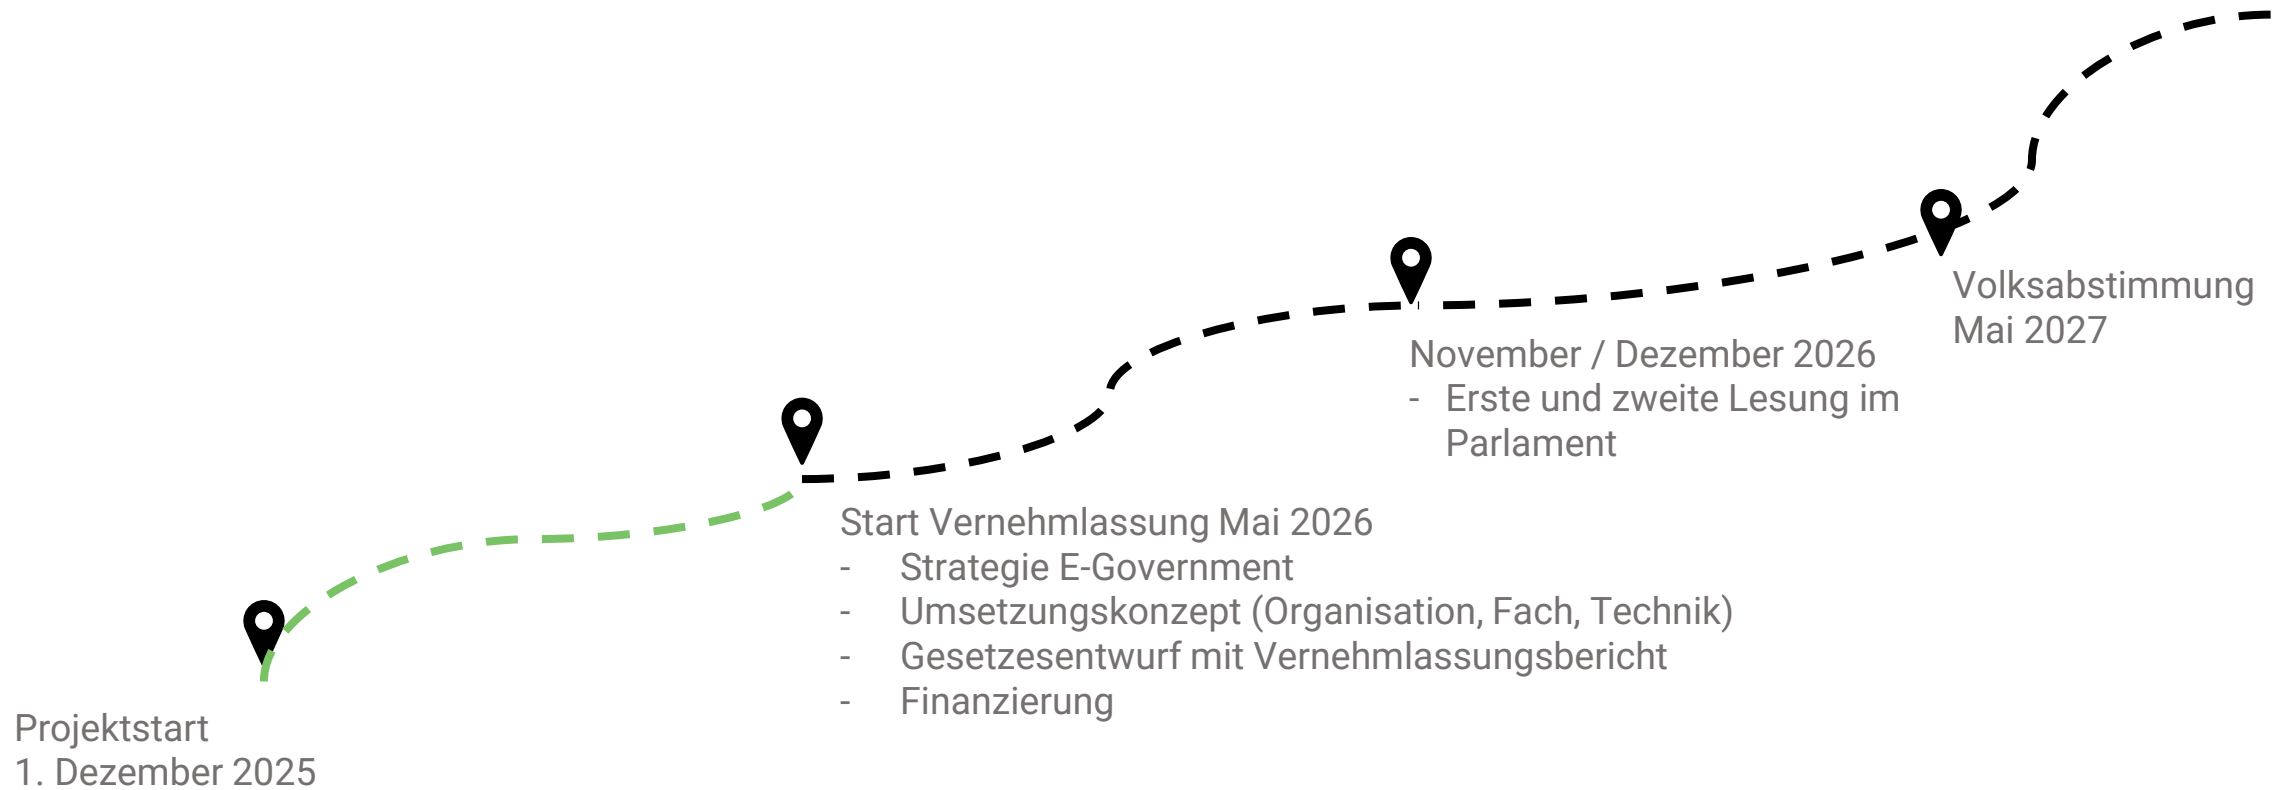 Projektstart
1. Dezember 2025
Start Vernehmlassung Mai 2026
- Strategie E-Government
- Umsetzungskonzept (Organisation, Fach, Technik)
- Gesetzesentwurf mit Vernehmlassungsbericht
- Finanzierung
November / Dezember 2026
- Erste und zweite Lesung im
Parlament
Volksabstimmung
Mai 2027